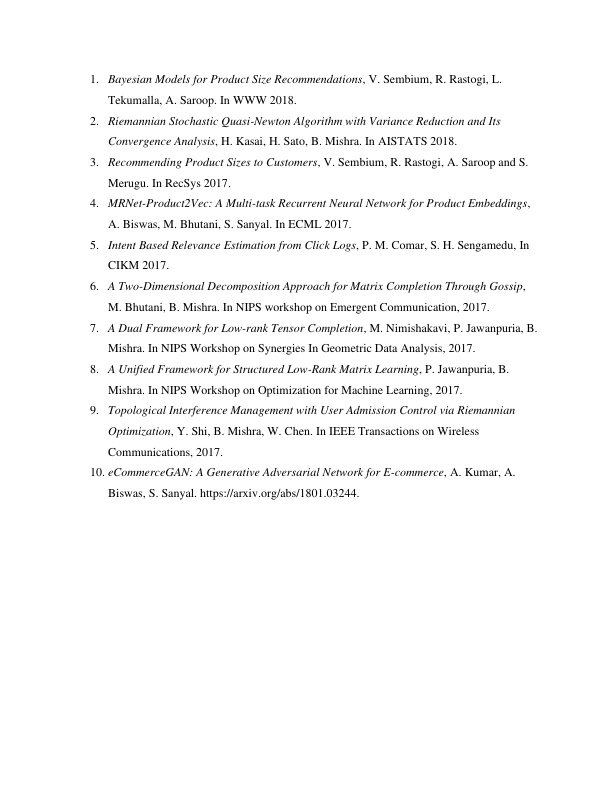 1. Bayesian Models for Product Size Recommendations, V. Sembium, R. Rastogi, L.
Tekumalla, A. Saroop. In WWW 2018.
2. Riemannian Stochastic Quasi-Newton Algorithm with Variance Reduction and Its
Convergence Analysis, H. Kasai, H. Sato, B. Mishra. In AISTATS 2018.
3. Recommending Product Sizes to Customers, V. Sembium, R. Rastogi, A. Saroop and S.
Merugu. In RecSys 2017.
4. MRNet-Product2Vec: A Multi-task Recurrent Neural Network for Product Embeddings,
A. Biswas, M. Bhutani, S. Sanyal. In ECML 2017.
5. Intent Based Relevance Estimation from Click Logs, P. M. Comar, S. H. Sengamedu, In
CIKM 2017.
6. A Two-Dimensional Decomposition Approach for Matrix Completion Through Gossip,
M. Bhutani, B. Mishra. In NIPS workshop on Emergent Communication, 2017.
7. A Dual Framework for Low-rank Tensor Completion, M. Nimishakavi, P. Jawanpuria, B.
Mishra. In NIPS Workshop on Synergies In Geometric Data Analysis, 2017.
8. A Unified Framework for Structured Low-Rank Matrix Learning, P. Jawanpuria, B.
Mishra. In NIPS Workshop on Optimization for Machine Learning, 2017.
9. Topological Interference Management with User Admission Control via Riemannian
Optimization, Y. Shi, B. Mishra, W. Chen. In IEEE Transactions on Wireless
Communications, 2017.
10. eCommerceGAN: A Generative Adversarial Network for E-commerce, A. Kumar, A.
Biswas, S. Sanyal. https://arxiv.org/abs/1801.03244.